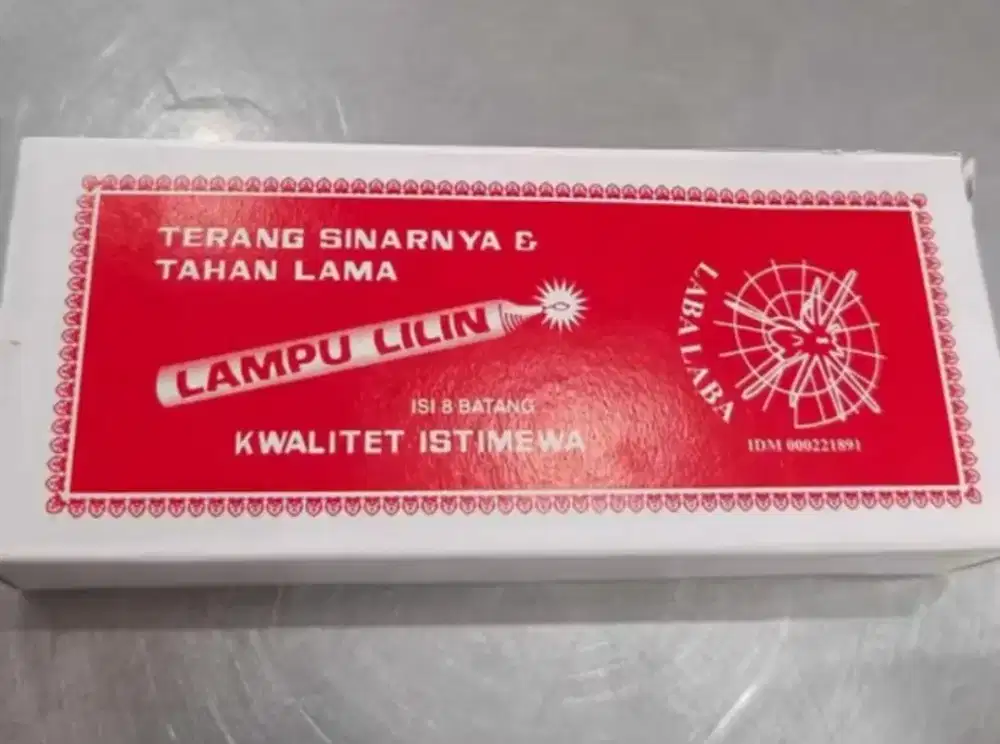 TERANG SINARNYA &
TAHAN LAMA
LAMPU LILIN
ISI 8 BATANG
KWALITET ISTIMEWA
LABA LABA
IDM 000221891